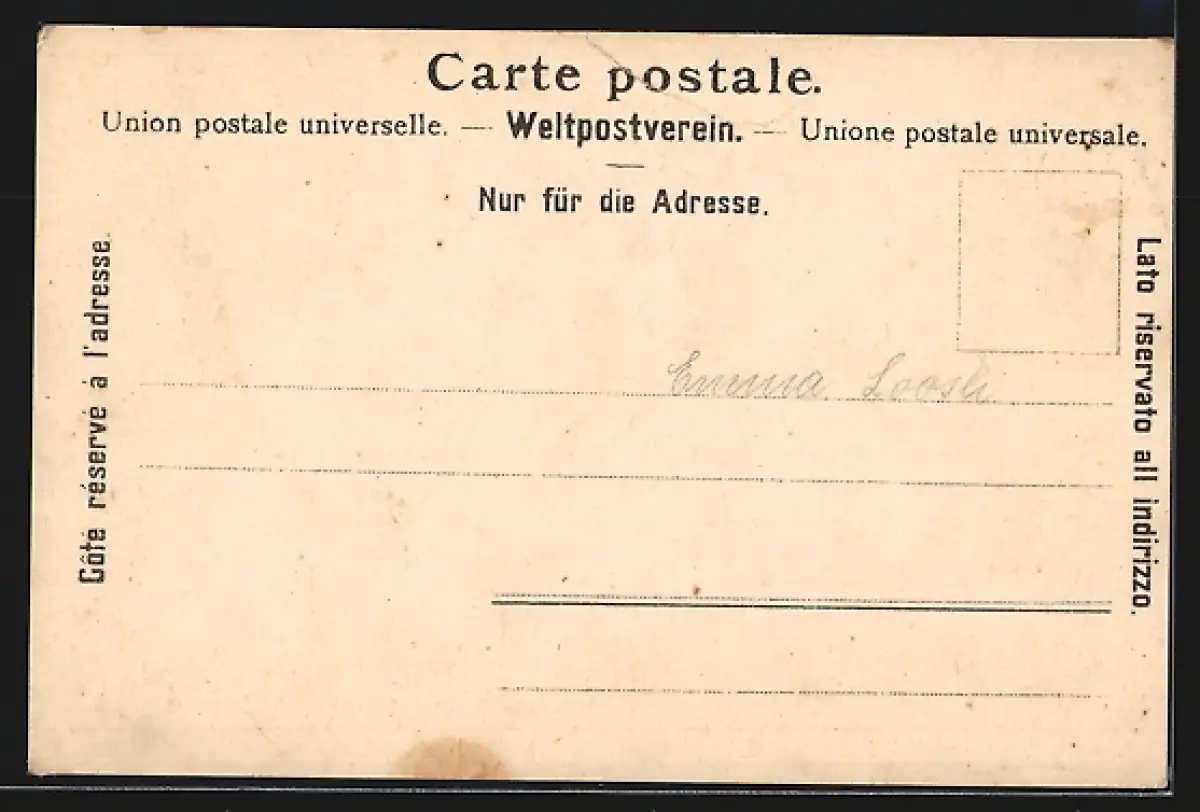 Carte postale.
Union postale universelle. — Weltpostverein. — Unione postale universale.
Nur für die Adresse.
Côté réservé à l'adresse.
Lato riservato all indirizzo.
Emma Loosli